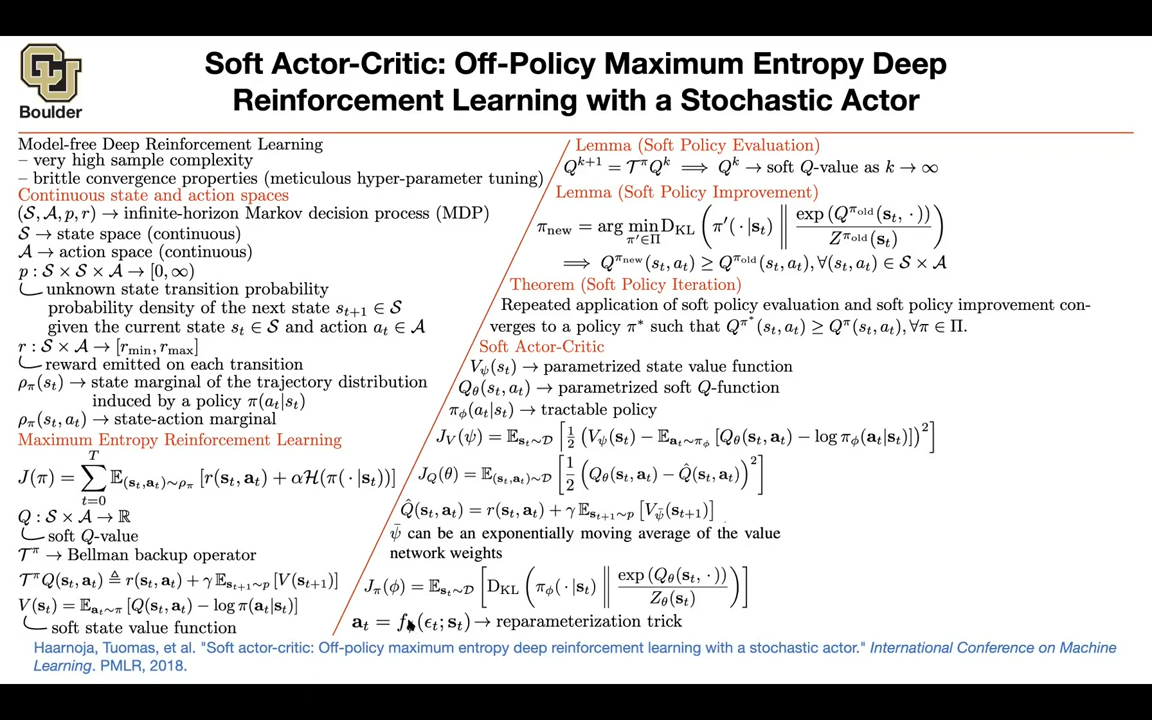 Soft Actor-Critic: Off-Policy Maximum Entropy Deep
Reinforcement Learning with a Stochastic Actor
CU
Boulder
Model-free Deep Reinforcement Learning
– very high sample complexity
– brittle convergence properties (meticulous hyper-parameter tuning)
Continuous state and action spaces
(𝒮, 𝒜, p, r) → infinite-horizon Markov decision process (MDP)
𝒮 → state space (continuous)
𝒜 → action space (continuous)
p : 𝒮 × 𝒮 × 𝒜 → [0, ∞)
unknown state transition probability
probability density of the next state s_{t+1} ∈ 𝒮
given the current state s_t ∈ 𝒮 and action a_t ∈ 𝒜
r : 𝒮 × 𝒜 → [r_min, r_max]
reward emitted on each transition
ρ_π(s_t) → state marginal of the trajectory distribution
induced by a policy π(a_t|s_t)
ρ_π(s_t, a_t) → state-action marginal
Maximum Entropy Reinforcement Learning
J(π) = ∑_{t=0}^{T} 𝔼_{(s_t,a_t)∼ρ_π} [r(s_t, a_t) + αℋ(π(·|s_t))]
Q : 𝒮 × 𝒜 → ℝ
soft Q-value
𝒯^π → Bellman backup operator
𝒯^π Q(s_t, a_t) ≜ r(s_t, a_t) + γ 𝔼_{s_{t+1}∼p} [V(s_{t+1})]
V(s_t) = 𝔼_{a_t∼π} [Q(s_t, a_t) − log π(a_t|s_t)]
soft state value function
Lemma (Soft Policy Evaluation)
Q^{k+1} = 𝒯^π Q^k ⟹ Q^k → soft Q-value as k → ∞
Lemma (Soft Policy Improvement)
π_new = arg min_{π′∈Π} D_KL ( π′(·|s_t) ‖ exp (Q^{π_old}(s_t, ·)) / Z^{π_old}(s_t) )
⟹ Q^{π_new}(s_t, a_t) ≥ Q^{π_old}(s_t, a_t), ∀(s_t, a_t) ∈ 𝒮 × 𝒜
Theorem (Soft Policy Iteration)
Repeated application of soft policy evaluation and soft policy improvement con-
verges to a policy π* such that Q^{π*}(s_t, a_t) ≥ Q^π(s_t, a_t), ∀π ∈ Π.
Soft Actor-Critic
V_ψ(s_t) → parametrized state value function
Q_θ(s_t, a_t) → parametrized soft Q-function
π_ϕ(a_t|s_t) → tractable policy
J_V(ψ) = 𝔼_{s_t∼𝒟} [ ½ (V_ψ(s_t) − 𝔼_{a_t∼π_ϕ} [Q_θ(s_t, a_t) − log π_ϕ(a_t|s_t)])² ]
J_Q(θ) = 𝔼_{(s_t,a_t)∼𝒟} [ ½ (Q_θ(s_t, a_t) − Q̂(s_t, a_t))² ]
Q̂(s_t, a_t) = r(s_t, a_t) + γ 𝔼_{s_{t+1}∼p} [V_ψ̄(s_{t+1})]
ψ̄ can be an exponentially moving average of the value
network weights
J_π(ϕ) = 𝔼_{s_t∼𝒟} [ D_KL ( π_ϕ(·|s_t) ‖ exp (Q_θ(s_t, ·)) / Z_θ(s_t) ) ]
a_t = f(ϵ_t; s_t) → reparameterization trick
Haarnoja, Tuomas, et al. "Soft actor-critic: Off-policy maximum entropy deep reinforcement learning with a stochastic actor." International Conference on Machine
Learning. PMLR, 2018.